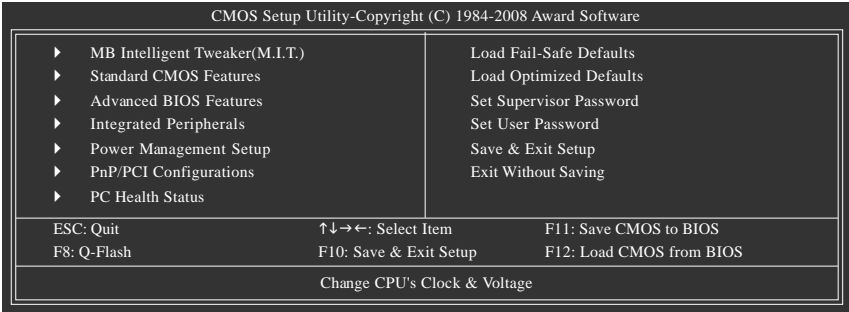 CMOS Setup Utility-Copyright (C) 1984-2008 Award Software
MB Intelligent Tweaker(M.I.T.)
Standard CMOS Features
Advanced BIOS Features
Integrated Peripherals
Power Management Setup
PnP/PCI Configurations
PC Health Status
Load Fail-Safe Defaults
Load Optimized Defaults
Set Supervisor Password
Set User Password
Save & Exit Setup
Exit Without Saving
ESC: Quit
↑↓→←: Select Item
F11: Save CMOS to BIOS
F8: Q-Flash
F10: Save & Exit Setup
F12: Load CMOS from BIOS
Change CPU's Clock & Voltage